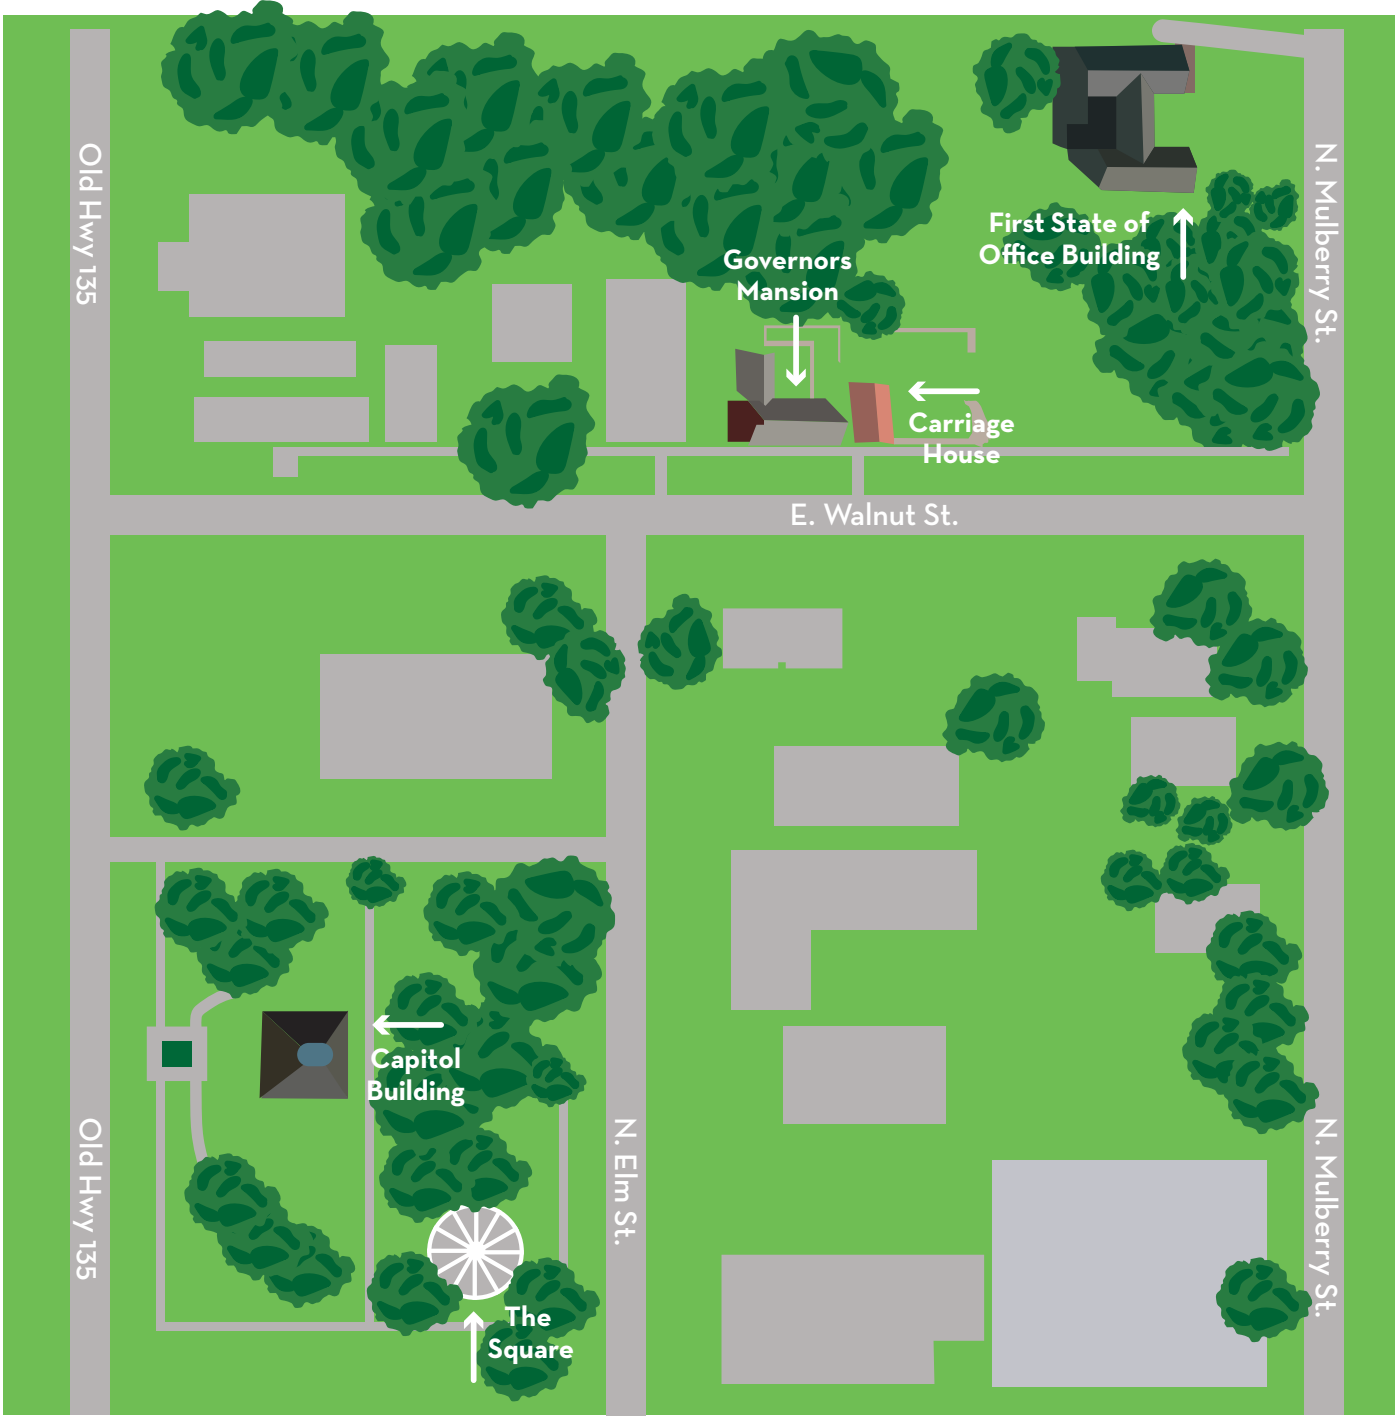 Old Hwy 135
N. Mulberry St.
First State of
Office Building
Governors
Mansion
Carriage
House
E. Walnut St.
Capitol
Building
Old Hwy 135
N. Elm St.
N. Mulberry St.
The
Square